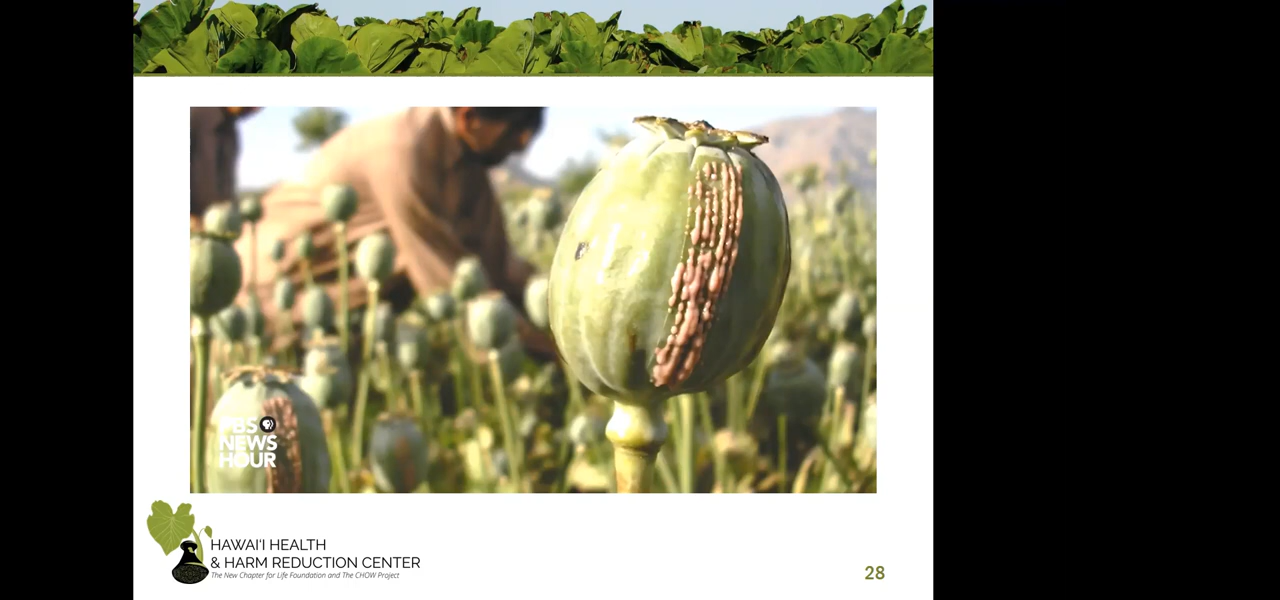 PBS
NEWS
HOUR
HAWAI'I HEALTH
& HARM REDUCTION CENTER
The New Chapter for Life Foundation and The CHOW Project
28